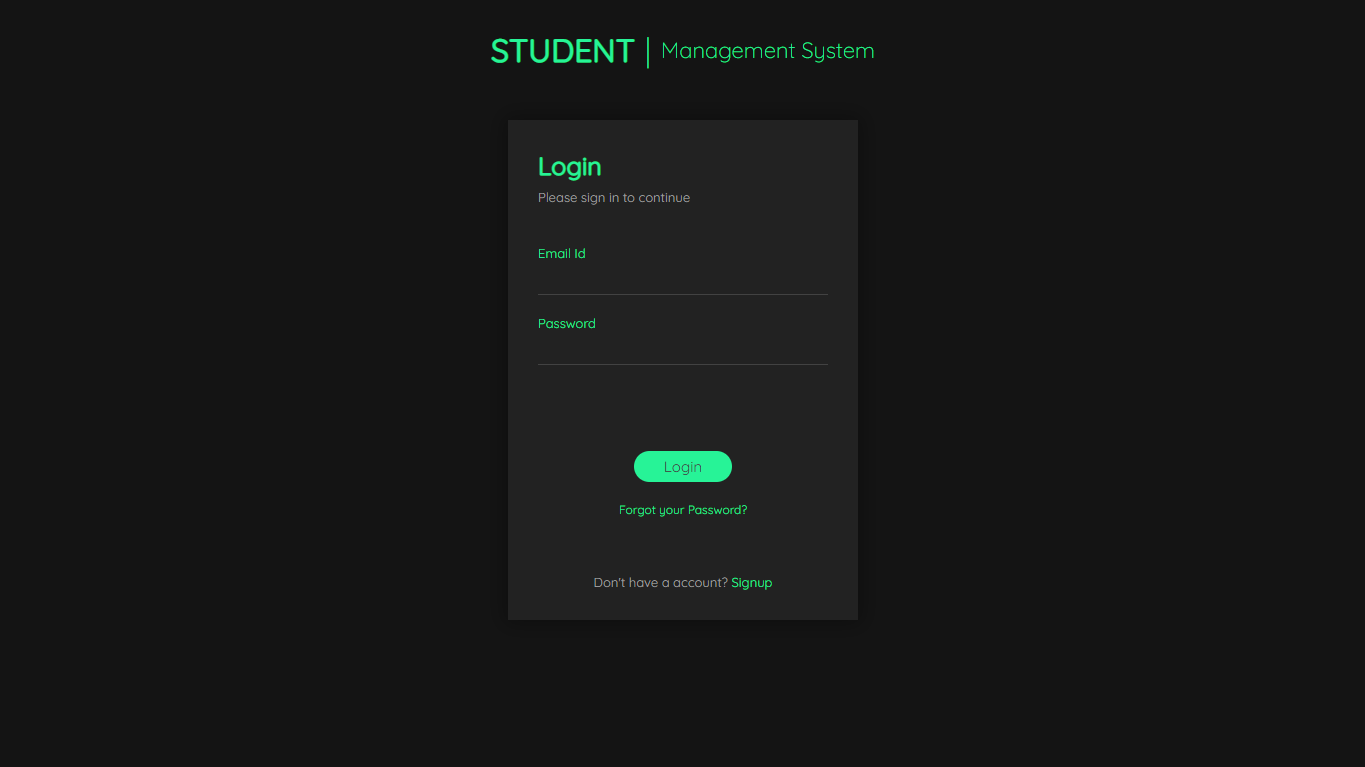 STUDENT | Management System
Login
Please sign in to continue
Email Id
Password
Login
Forgot your Password?
Don't have a account? Signup